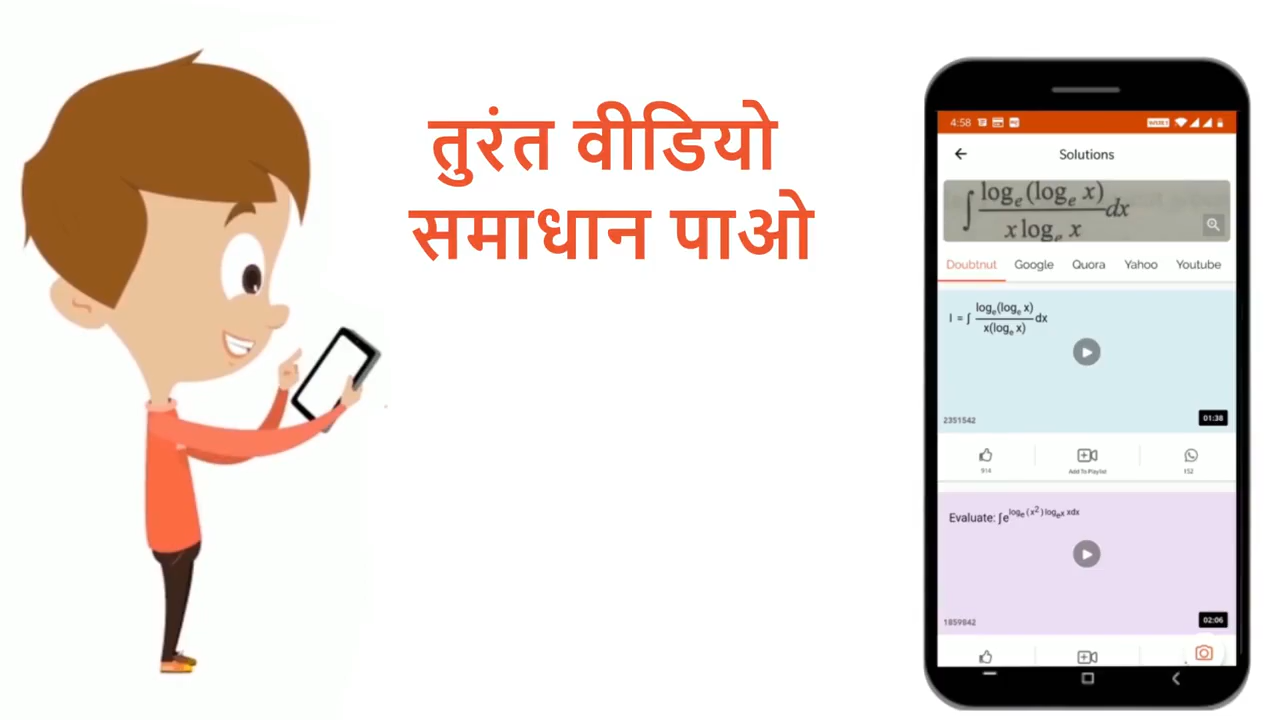 तुरंत वीडियो
समाधान पाओ
4:58
Solutions
∫ logₑ(logₑ x) / x logₑ x dx
Doubtnut Google Quora Yahoo Youtube
I = ∫ logₑ(logₑ x) / x(logₑ x) dx
2351542
01:38
914
Add To Playlist
152
Evaluate: ∫e^logₑ(x²) logₑx xdx
1859842
02:06